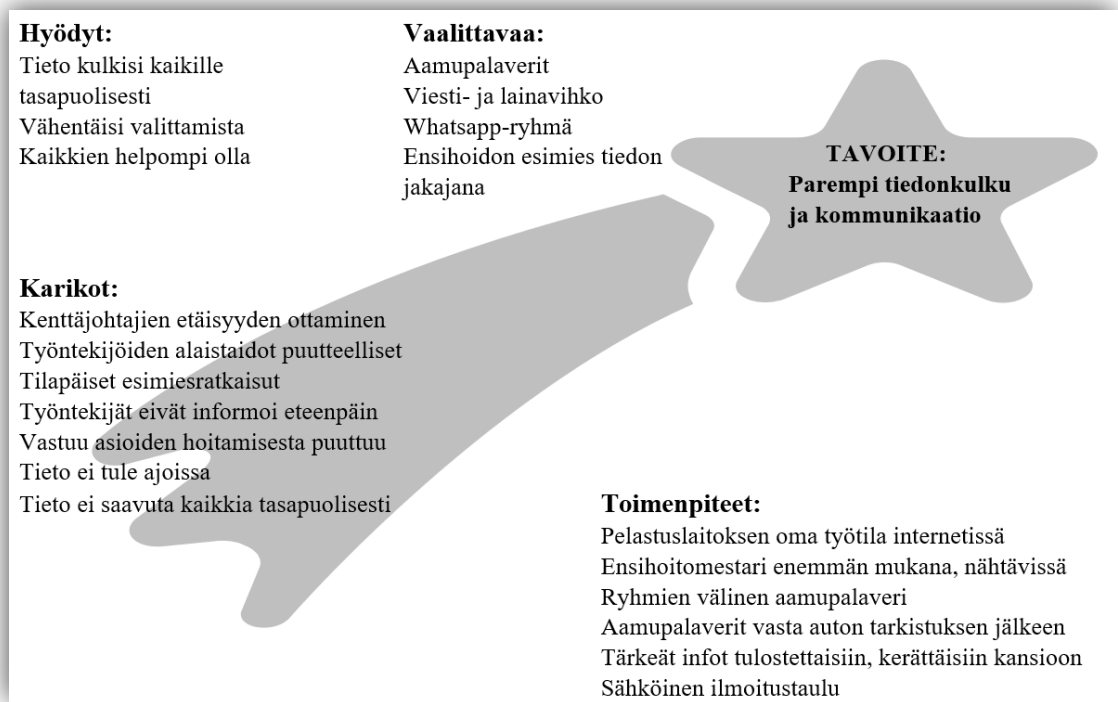 Hyödyt:
Tieto kulkisi kaikille
tasapuolisesti
Vähentäisi valittamista
Kaikkien helpompi olla
Vaalittavaa:
Aamupalaverit
Viesti- ja lainavihko
Whatsapp-ryhmä
Ensihoidon esimies tiedon
jakajana
TAVOITE:
Parempi tiedonkulku
ja kommunikaatio
Karikot:
Kenttäjohtajien etäisyyden ottaminen
Työntekijöiden alaistaidot puutteelliset
Tilapäiset esimiesratkaisut
Työntekijät eivät informoi eteenpäin
Vastuu asioiden hoitamisesta puuttuu
Tieto ei tule ajoissa
Tieto ei saavuta kaikkia tasapuolisesti
Toimenpiteet:
Pelastuslaitoksen oma työtila internetissä
Ensihoitomestari enemmän mukana, nähtävissä
Ryhmien välinen aamupalaveri
Aamupalaverit vasta auton tarkistuksen jälkeen
Tärkeät infot tulostettaisiin, kerättäisiin kansioon
Sähköinen ilmoitustaulu